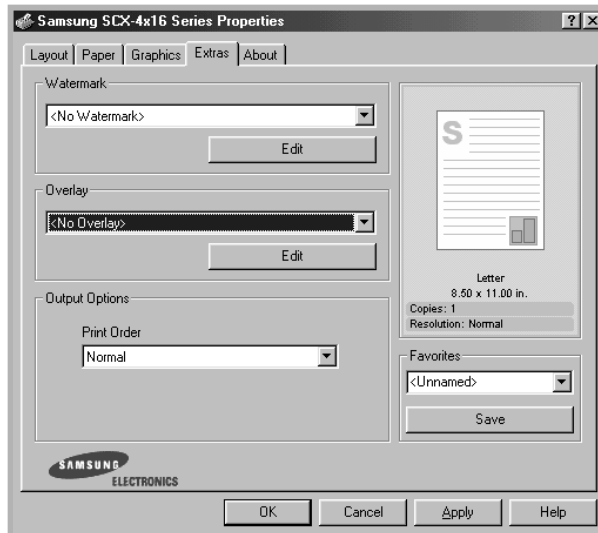 Samsung SCX-4x16 Series Properties
Layout Paper Graphics Extras About
Watermark
<No Watermark>
Edit
Overlay
<No Overlay>
Edit
Output Options
Print Order
Normal
S
Letter
8.50 x 11.00 in.
Copies: 1
Resolution: Normal
Favorites
<Unnamed>
Save
SAMSUNG
ELECTRONICS
OK Cancel Apply Help